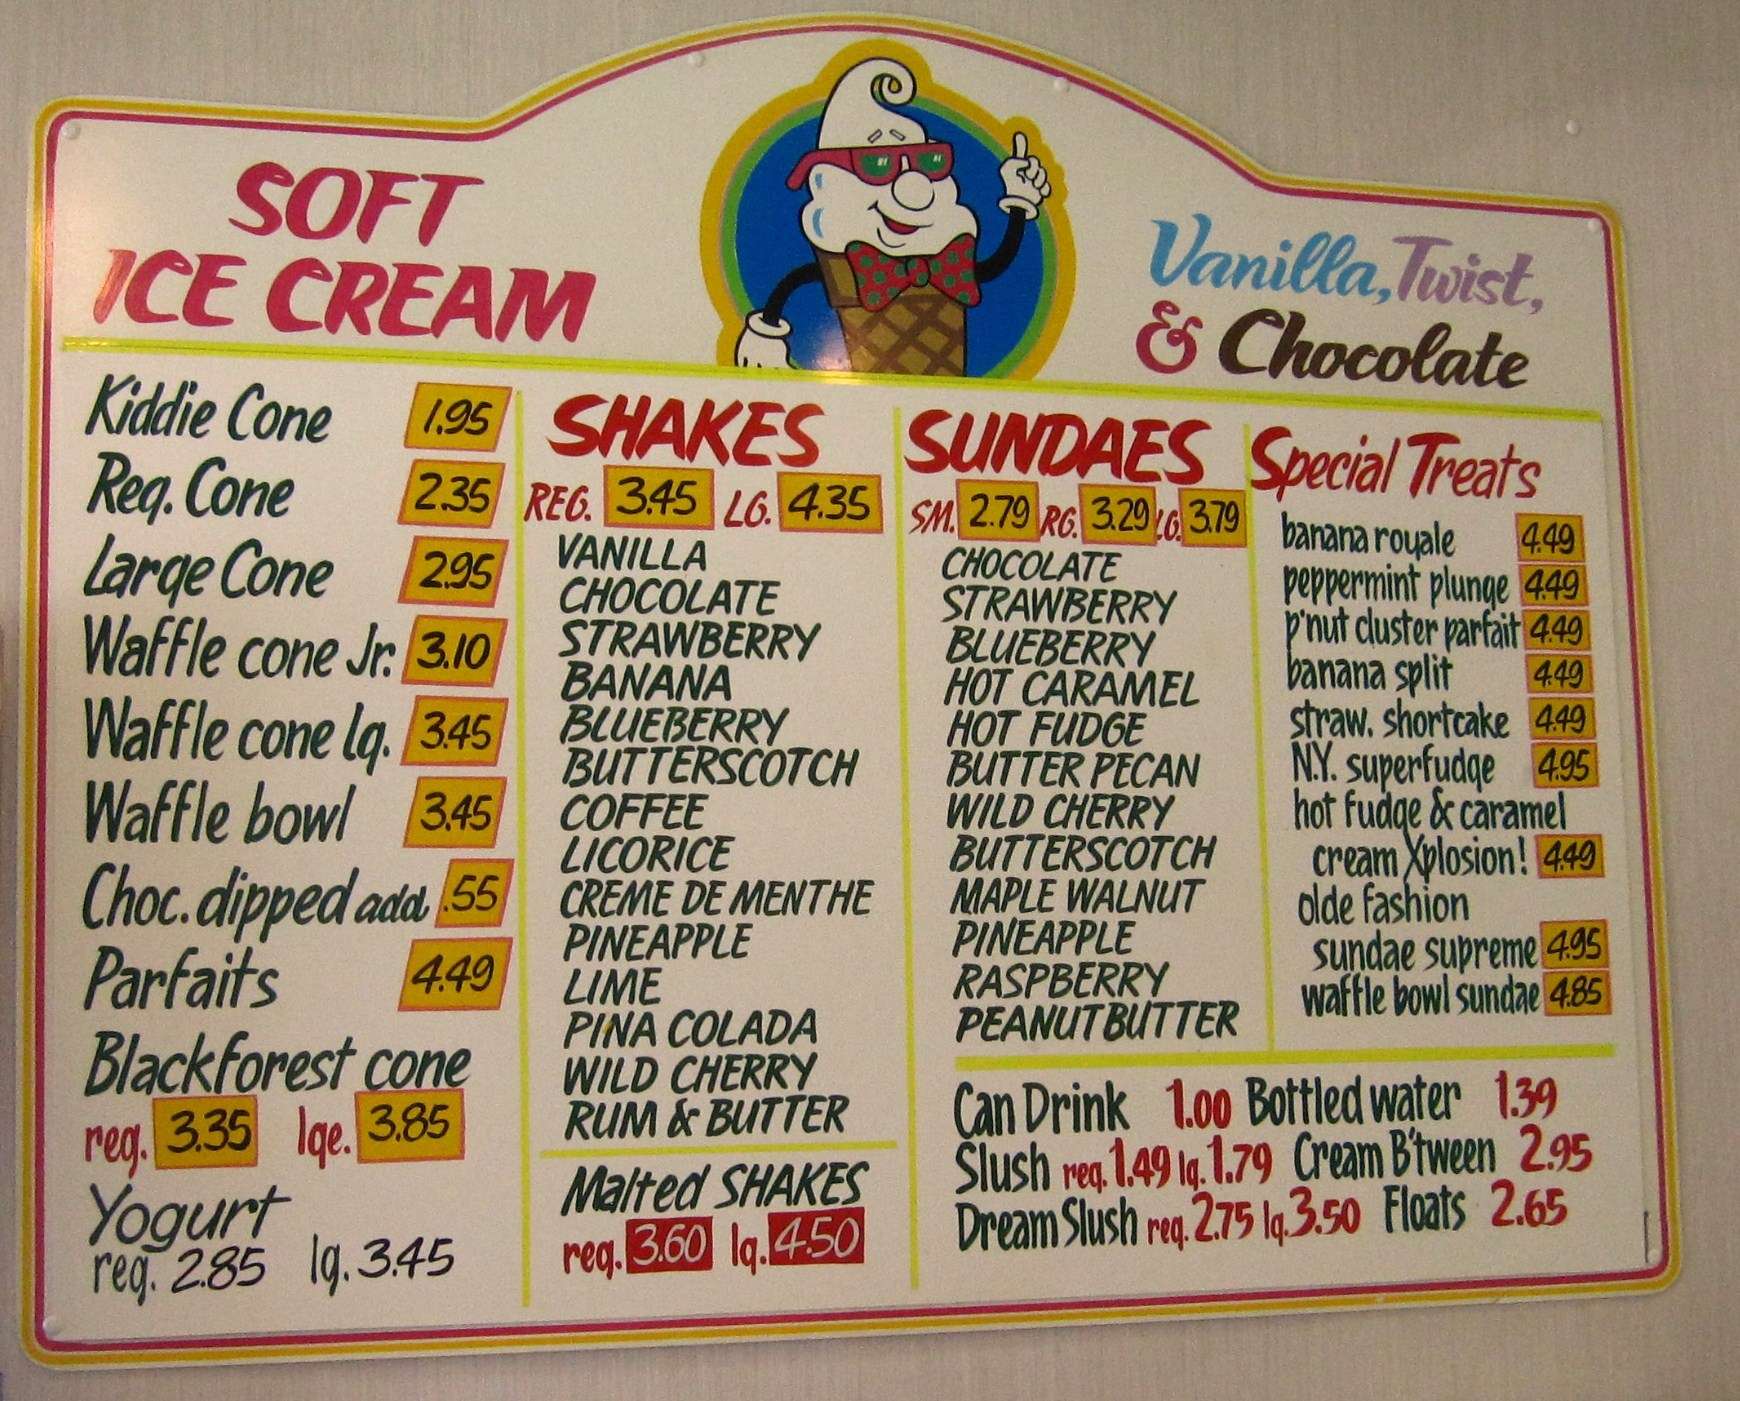 SOFT
ICE CREAM
Vanilla, Twist,
& Chocolate
Kiddie Cone 1.95
Reg. Cone 2.35
Large Cone 2.95
Waffle cone Jr. 3.10
Waffle cone lg. 3.45
Waffle bowl 3.45
Choc. dipped add .55
Parfaits 4.49
Blackforest cone
reg. 3.35 lge. 3.85
Yogurt
reg. 2.85 lg. 3.45
SHAKES
REG. 3.45 LG. 4.35
VANILLA
CHOCOLATE
STRAWBERRY
BANANA
BLUEBERRY
BUTTERSCOTCH
COFFEE
LICORICE
CREME DE MENTHE
PINEAPPLE
LIME
PINA COLADA
WILD CHERRY
RUM & BUTTER
Malted SHAKES
reg. 3.60 lg. 4.50
SUNDAES
SM. 2.79 RG. 3.29 LG. 3.79
CHOCOLATE
STRAWBERRY
BLUEBERRY
HOT CARAMEL
HOT FUDGE
BUTTER PECAN
WILD CHERRY
BUTTERSCOTCH
MAPLE WALNUT
PINEAPPLE
RASPBERRY
PEANUTBUTTER
Special Treats
banana royale 4.49
peppermint plunge 4.49
p'nut cluster parfait 4.49
banana split 4.49
straw. shortcake 4.49
N.Y. superfudge 4.95
hot fudge & caramel
cream Xplosion! 4.49
olde fashion
sundae supreme 4.95
waffle bowl sundae 4.85
Can Drink 1.00 Bottled water 1.39
Slush reg. 1.49 lg. 1.79 Cream B'tween 2.95
Dream Slush reg. 2.75 lg. 3.50 Floats 2.65